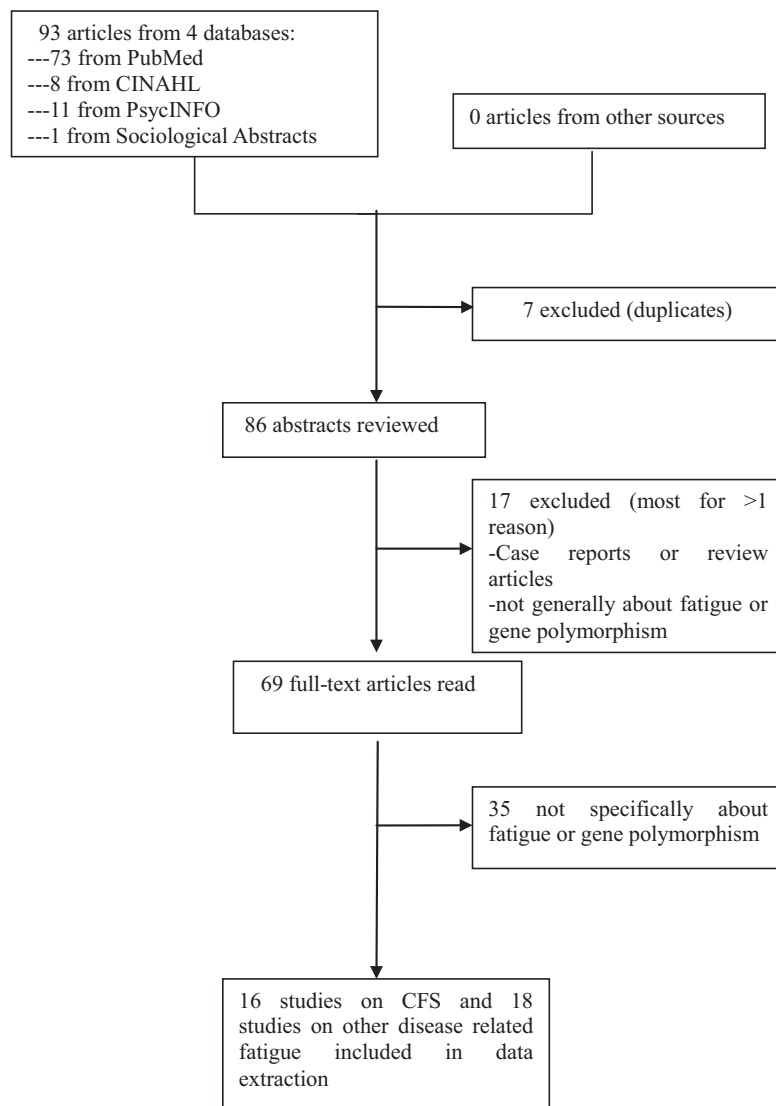 93 articles from 4 databases:
---73 from PubMed
---8 from CINAHL
---11 from PsycINFO
---1 from Sociological Abstracts
0 articles from other sources
7 excluded (duplicates)
86 abstracts reviewed
17 excluded (most for >1
reason)
-Case reports or review
articles
-not generally about fatigue or
gene polymorphism
69 full-text articles read
35 not specifically about
fatigue or gene polymorphism
16 studies on CFS and 18
studies on other disease related
fatigue included in data
extraction